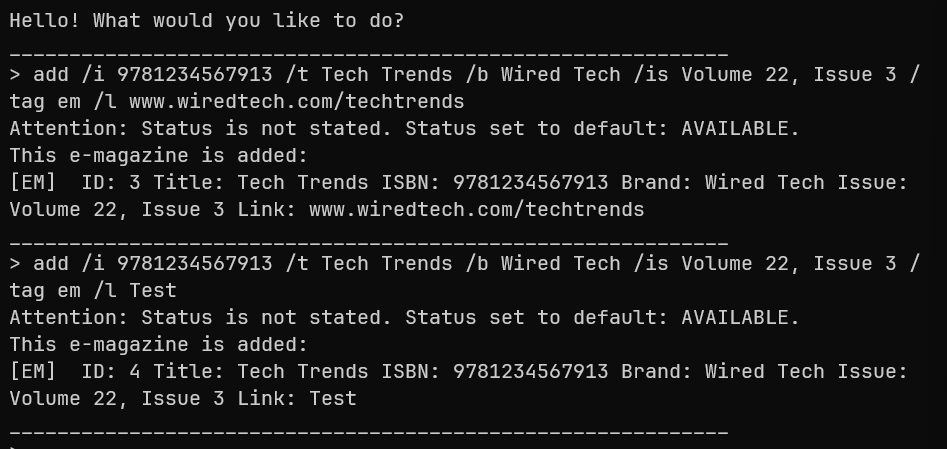 Hello! What would you like to do?
____________________________________________________________
> add /i 9781234567913 /t Tech Trends /b Wired Tech /is Volume 22, Issue 3 /
tag em /l www.wiredtech.com/techtrends
Attention: Status is not stated. Status set to default: AVAILABLE.
This e-magazine is added:
[EM]  ID: 3 Title: Tech Trends ISBN: 9781234567913 Brand: Wired Tech Issue:
Volume 22, Issue 3 Link: www.wiredtech.com/techtrends
____________________________________________________________
> add /i 9781234567913 /t Tech Trends /b Wired Tech /is Volume 22, Issue 3 /
tag em /l Test
Attention: Status is not stated. Status set to default: AVAILABLE.
This e-magazine is added:
[EM]  ID: 4 Title: Tech Trends ISBN: 9781234567913 Brand: Wired Tech Issue:
Volume 22, Issue 3 Link: Test
____________________________________________________________